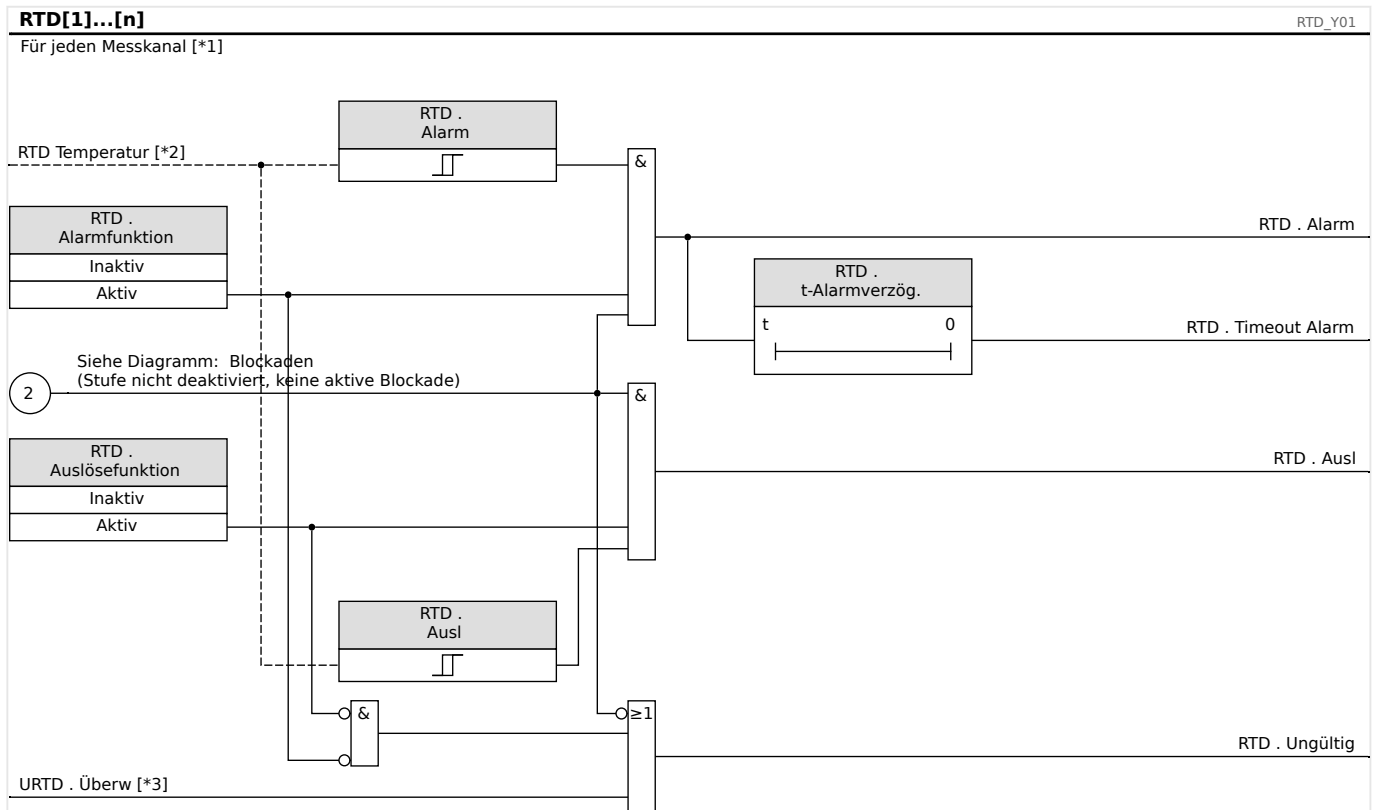 RTD[1]...[n]
RTD_Y01
Für jeden Messkanal [*1]
RTD .
Alarm
RTD Temperatur [*2]
&
RTD .
Alarmfunktion
Inaktiv
Aktiv
RTD . Alarm
RTD .
t-Alarmverzög.
t 0
RTD . Timeout Alarm
Siehe Diagramm: Blockaden
(Stufe nicht deaktiviert, keine aktive Blockade)
2
&
RTD .
Auslösefunktion
Inaktiv
Aktiv
RTD . Ausl
RTD .
Ausl
&
≥1
RTD . Ungültig
URTD . Überw [*3]